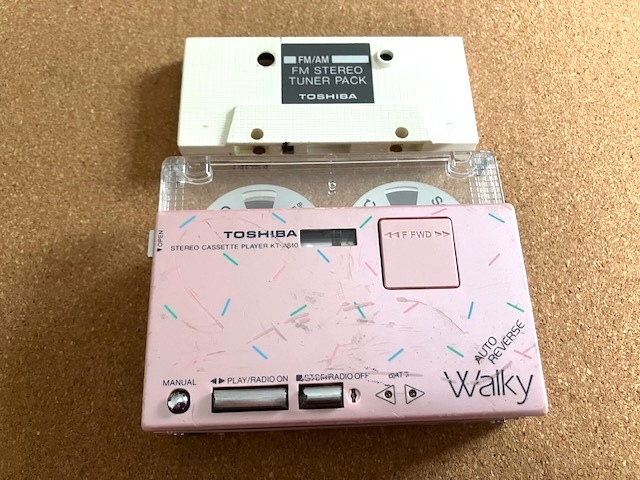 FM/AM
FM STEREO
TUNER PACK
TOSHIBA
▼OPEN
TOSHIBA
STEREO CASSETTE PLAYER
◄◄F FWD►►
AUTO
REVERSE
MANUAL
◄► PLAY/RADIO ON
■STOP/RADIO OFF
BATT
Walky